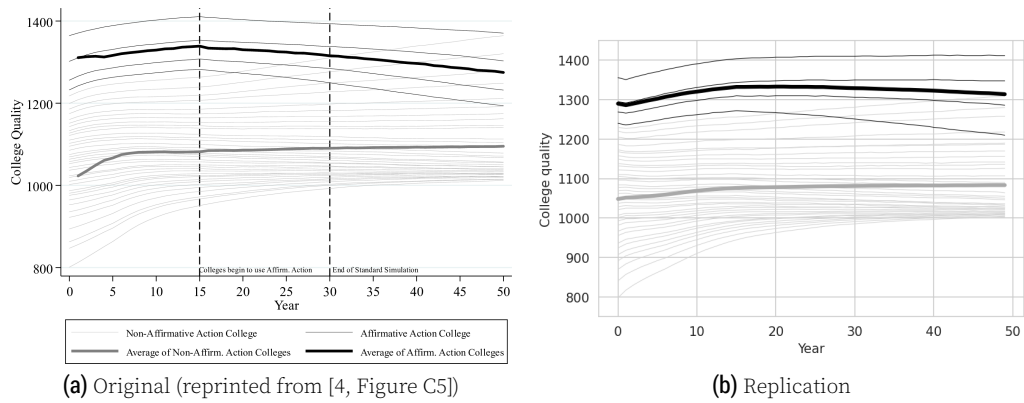 1400
1200
1000
800
College Quality
Colleges begin to use Affirm. Action
End of Standard Simulation
0 5 10 15 20 25 30 35 40 45 50
Year
Non-Affirmative Action College
Affirmative Action College
Average of Non-Affirm. Action Colleges
Average of Affirm. Action Colleges
(a) Original (reprinted from [4, Figure C5])
1400
1300
1200
1100
1000
900
800
College quality
0 10 20 30 40 50
Year
(b) Replication